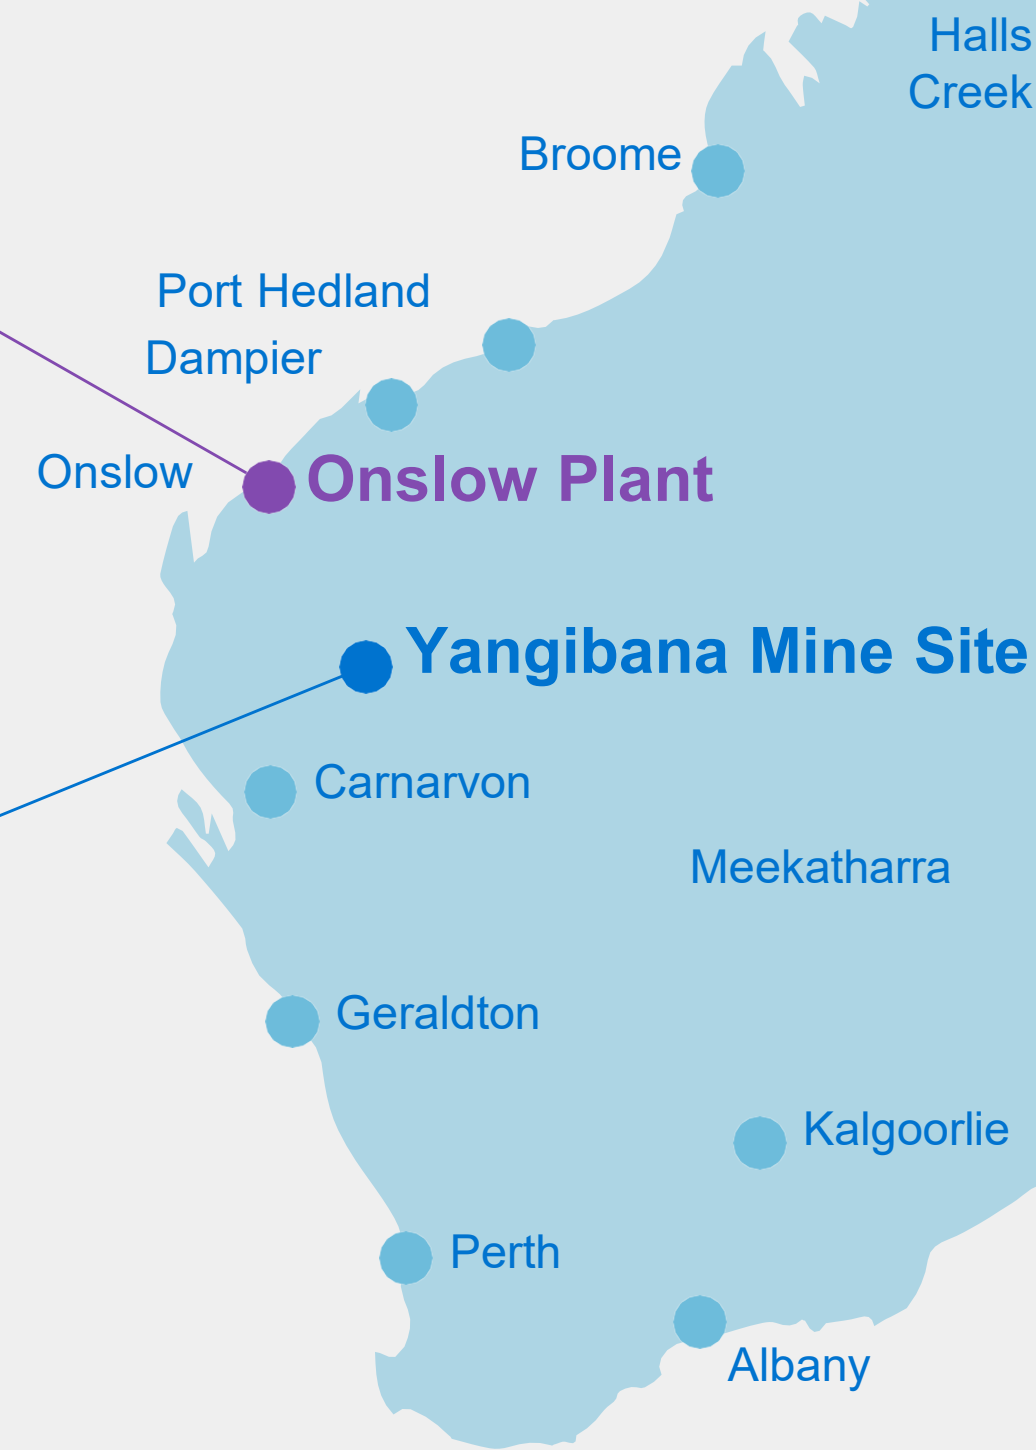 Halls
Creek
Broome
Port Hedland
Dampier
Onslow
Onslow Plant
Yangibana Mine Site
Carnarvon
Meekatharra
Geraldton
Kalgoorlie
Perth
Albany